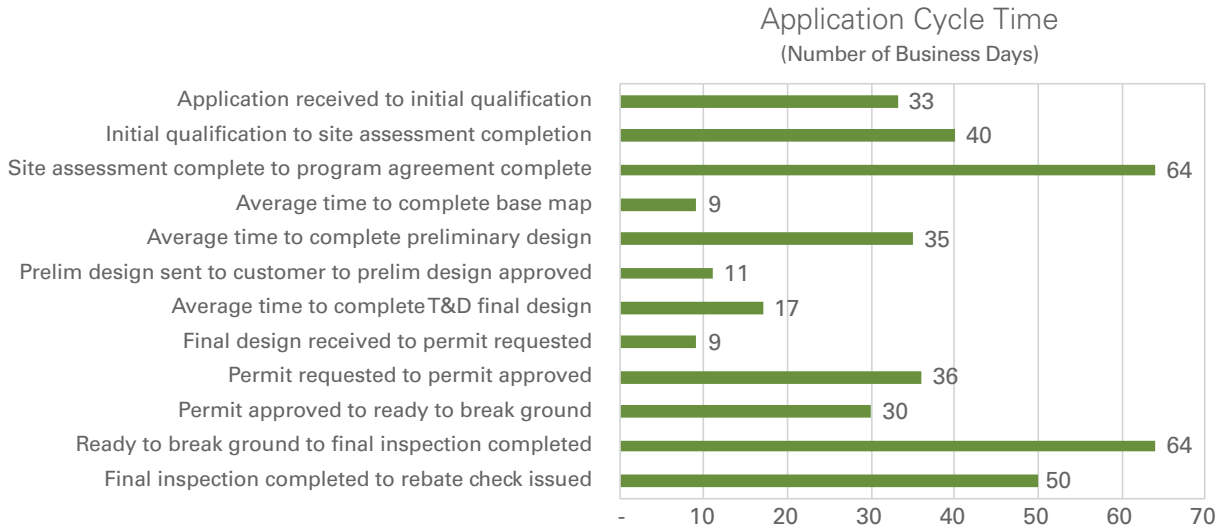 Application Cycle Time
(Number of Business Days)
Application received to initial qualification 33
Initial qualification to site assessment completion 40
Site assessment complete to program agreement complete 64
Average time to complete base map 9
Average time to complete preliminary design 35
Prelim design sent to customer to prelim design approved 11
Average time to complete T&D final design 17
Final design received to permit requested 9
Permit requested to permit approved 36
Permit approved to ready to break ground 30
Ready to break ground to final inspection completed 64
Final inspection completed to rebate check issued 50
- 10 20 30 40 50 60 70